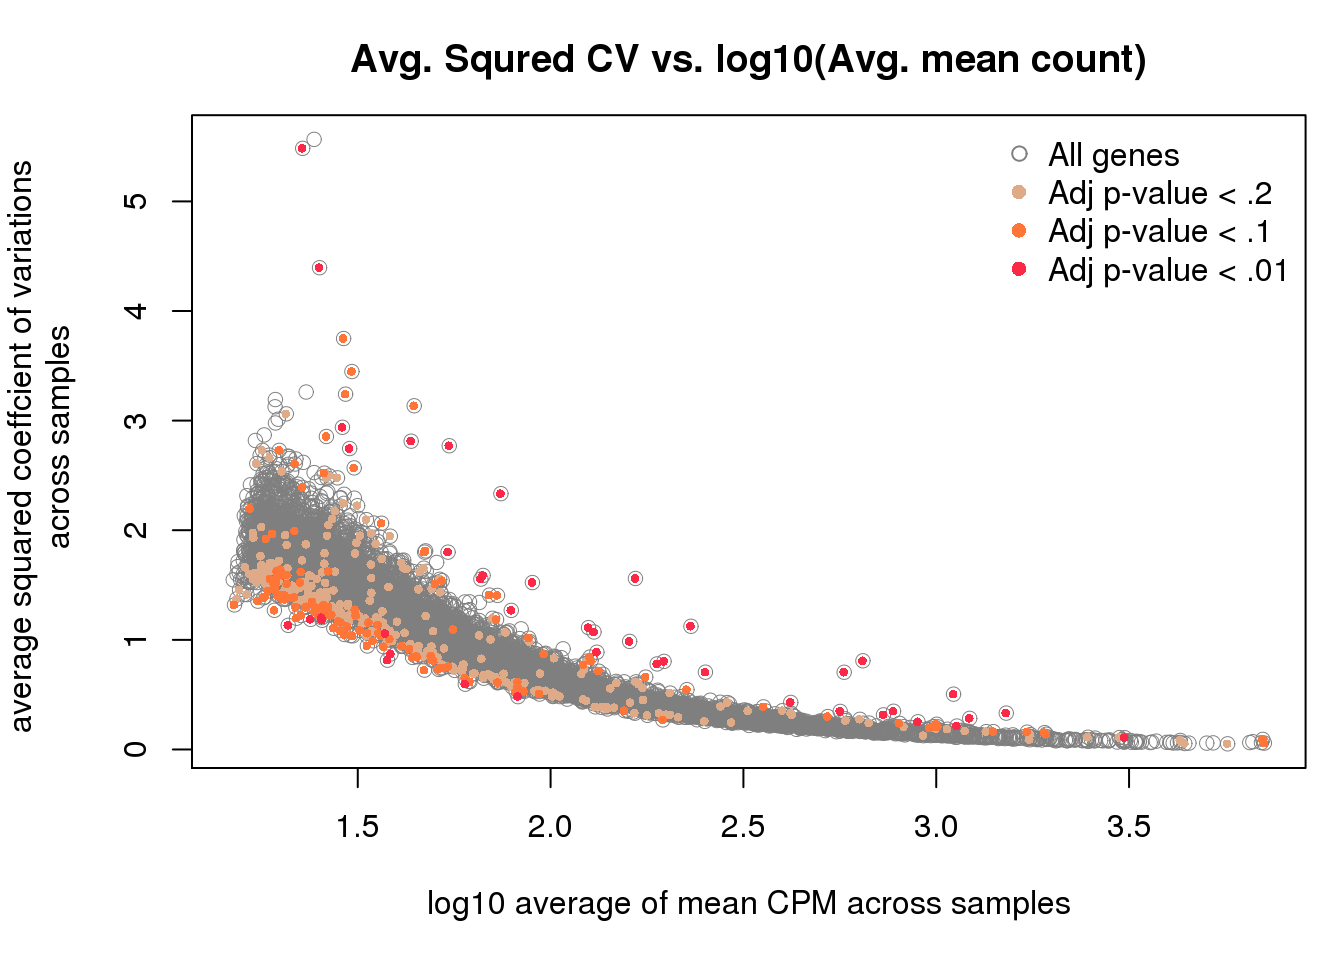 Avg. Squred CV vs. log10(Avg. mean count)
average squared coeffcient of variations
across samples
5
4
3
2
1
0
All genes
Adj p-value < .2
Adj p-value < .1
Adj p-value < .01
1.5 2.0 2.5 3.0 3.5
log10 average of mean CPM across samples